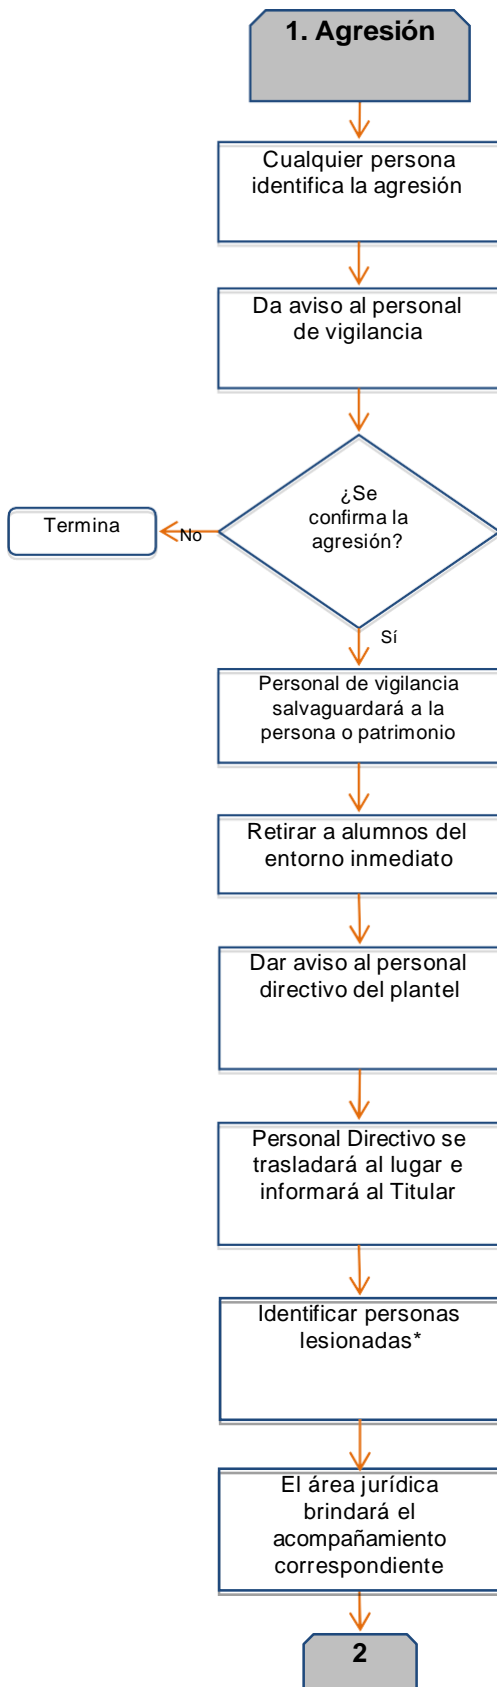 1. Agresión
Cualquier persona
identifica la agresión
Da aviso al personal
de vigilancia
¿Se
confirma la
agresión?
Termina
No
Sí
Personal de vigilancia
salvaguardará a la
persona o patrimonio
Retirar a alumnos del
entorno inmediato
Dar aviso al personal
directivo del plantel
Personal Directivo se
trasladará al lugar e
informará al Titular
Identificar personas
lesionadas*
El área jurídica
brindará el
acompañamiento
correspondiente
2